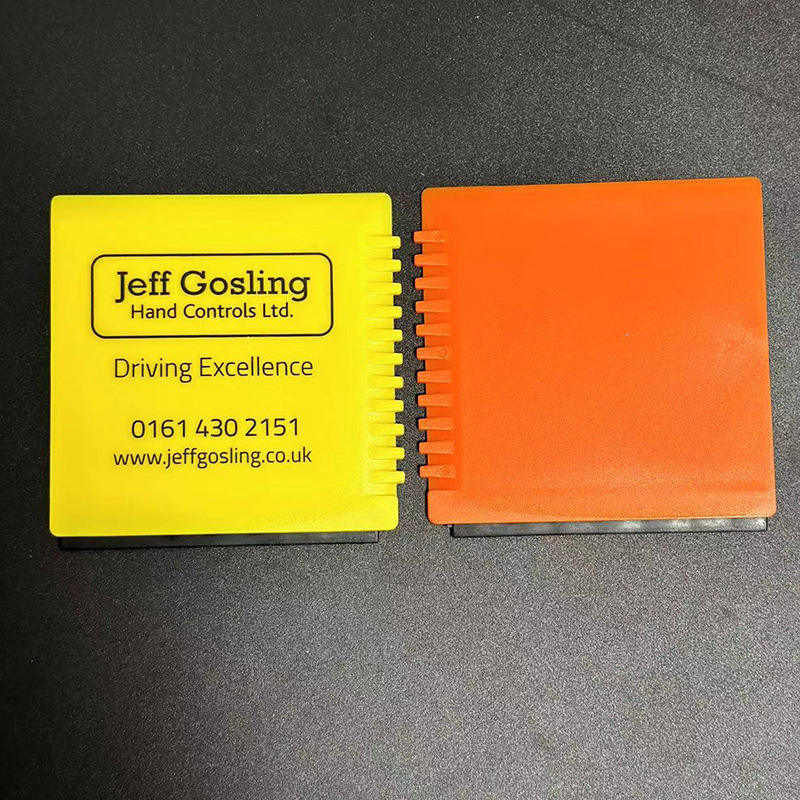 Jeff Gosling
Hand Controls Ltd.
Driving Excellence
0161 430 2151
www.jeffgosling.co.uk